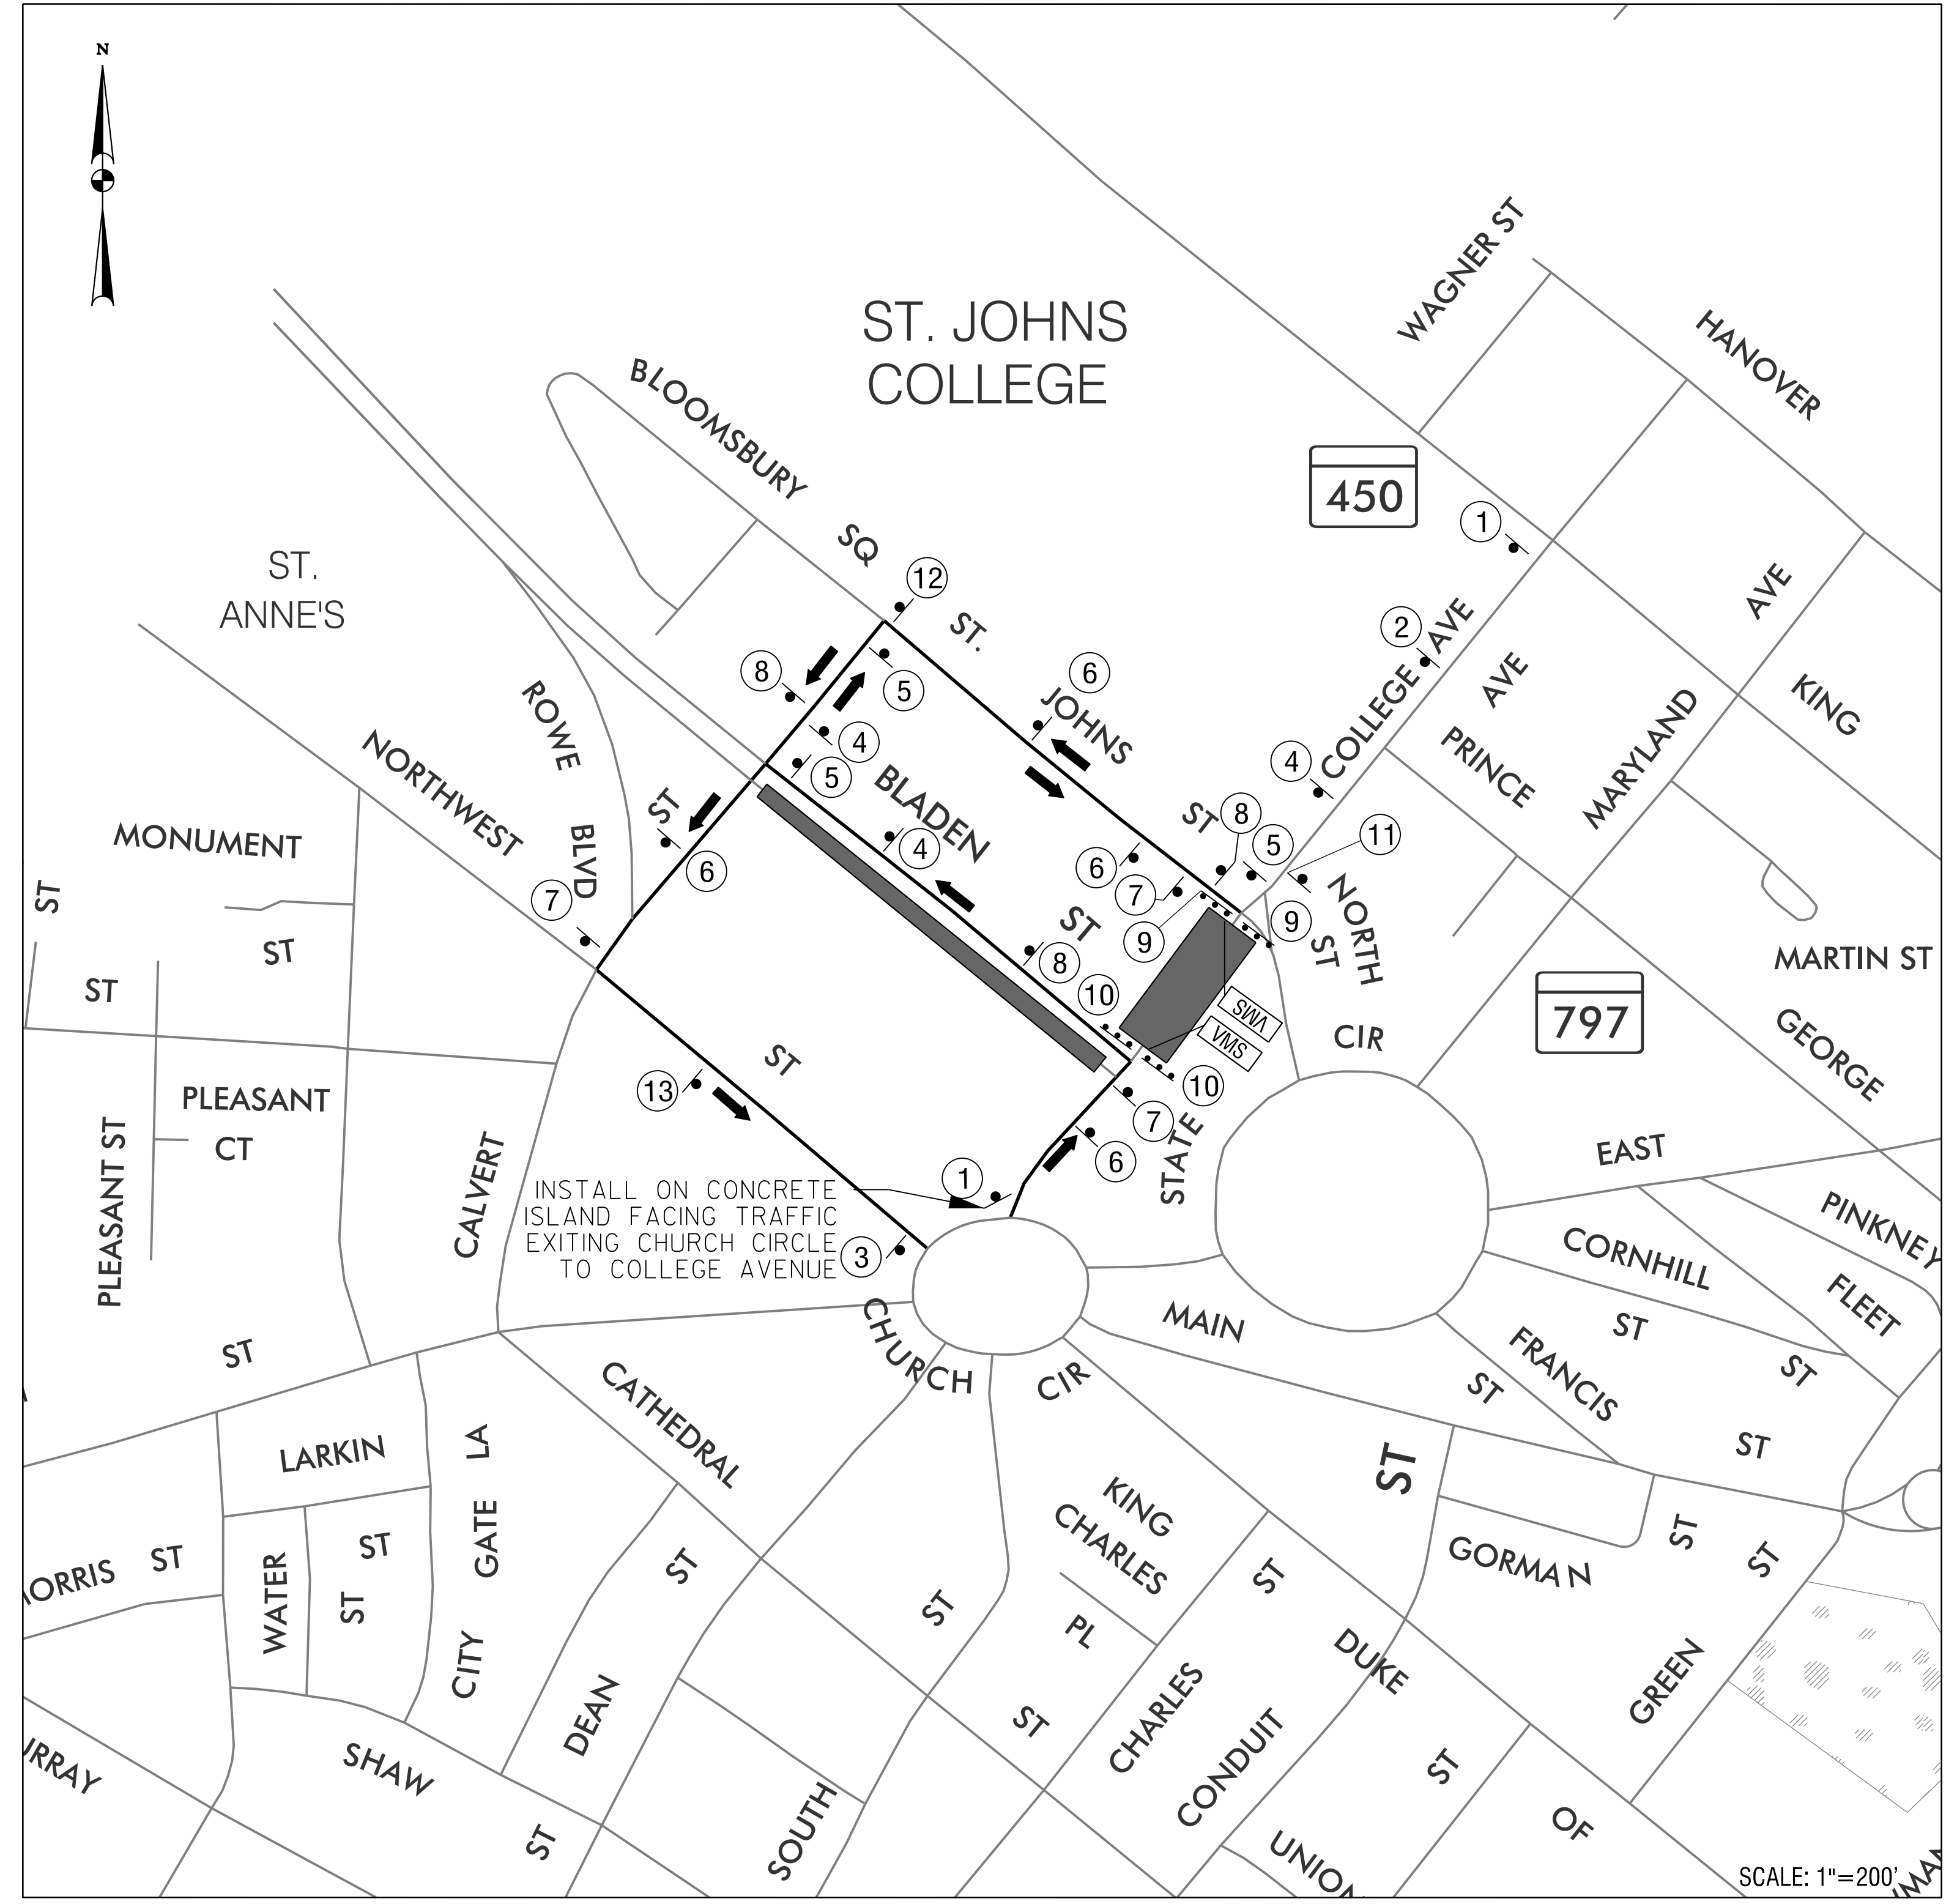 N
ST. JOHNS
COLLEGE
WAGNER ST
HANOVER
BLOOMSBURY
SQ
450
1
ST.
ANNE'S
12
ST.
AVE
2
COLLEGE AVE
8
5
6
JOHNS
AVE
KING
ROWE
BLVD
NORTHWEST
4
5
BLADEN
4
PRINCE
MARYLAND
ST
MONUMENT
ST
6
4
ST
8
5
11
6
7
9
9
NORTH
ST
7
ST
ST
ST
8
10
MARTIN ST
797
VMS
VMS
CIR
GEORGE
ST
13
10
7
6
STATE
PLEASANT
CT
PLEASANT ST
CALVERT
EAST
1
INSTALL ON CONCRETE
ISLAND FACING TRAFFIC
EXITING CHURCH CIRCLE
TO COLLEGE AVENUE
3
PINKNEY
CORNHILL
FLEET
ST
CHURCH
CIR
MAIN
ST
FRANCIS
ST
ST
ST
CATHEDRAL
LARKIN
LA
GATE
CITY
ST
KING
CHARLES
ST
GORMAN
ST
ST
ST
WATER
ST
ST
ST
PL
ST
DUKE
GREEN
DEAN
ST
CHARLES
CONDUIT
ST
SHAW
ST
SOUTH
UNION
OF
SCALE: 1"=200'